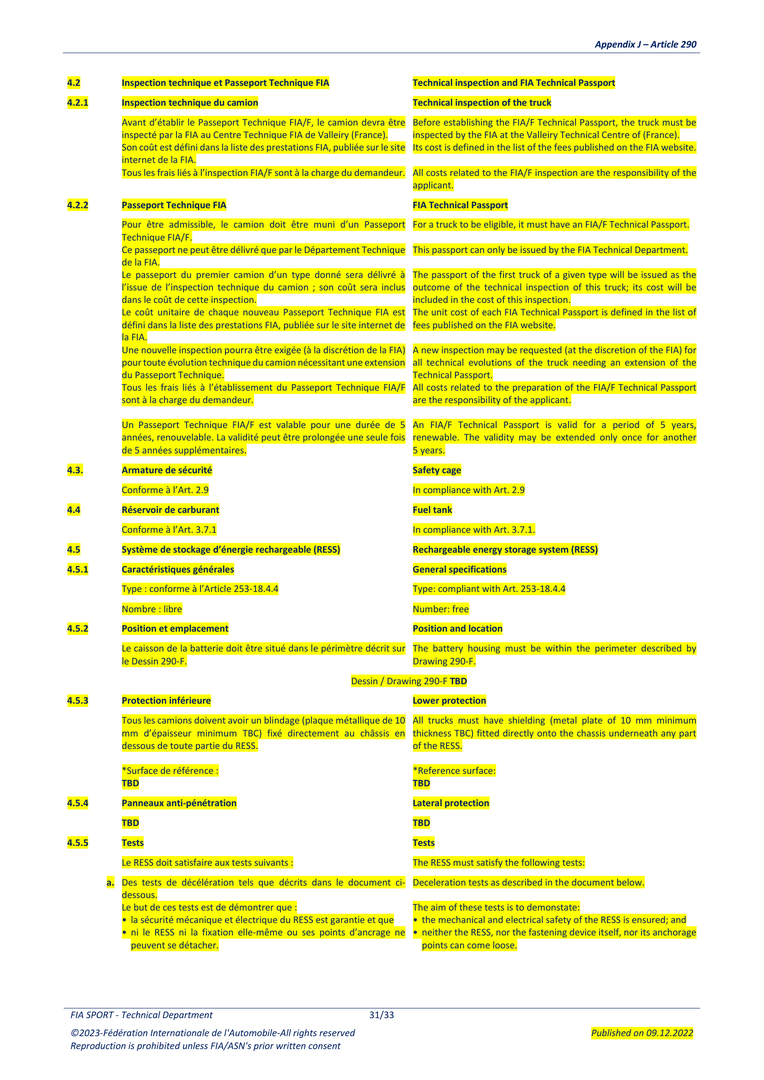 Appendix J – Article 290
4.2 Inspection technique et Passeport Technique FIA Technical inspection and FIA Technical Passport
4.2.1 Inspection technique du camion Technical inspection of the truck
Avant d'établir le Passeport Technique FIA/F, le camion devra être Before establishing the FIA/F Technical Passport, the truck must be
inspecté par la FIA au Centre Technique FIA de Valleiry (France). inspected by the FIA at the Valleiry Technical Centre of (France).
Son coût est défini dans la liste des prestations FIA, publiée sur le site Its cost is defined in the list of the fees published on the FIA website.
internet de la FIA.
Tous les frais liés à l'inspection FIA/F sont à la charge du demandeur. All costs related to the FIA/F inspection are the responsibility of the
applicant.
4.2.2 Passeport Technique FIA FIA Technical Passport
Pour être admissible, le camion doit être muni d'un Passeport For a truck to be eligible, it must have an FIA/F Technical Passport.
Technique FIA/F.
Ce passeport ne peut être délivré que par le Département Technique This passport can only be issued by the FIA Technical Department.
de la FIA.
Le passeport du premier camion d'un type donné sera délivré à The passport of the first truck of a given type will be issued as the
l'issue de l'inspection technique du camion ; son coût sera inclus outcome of the technical inspection of this truck; its cost will be
dans le coût de cette inspection. included in the cost of this inspection.
Le coût unitaire de chaque nouveau Passeport Technique FIA est The unit cost of each FIA Technical Passport is defined in the list of
défini dans la liste des prestations FIA, publiée sur le site internet de fees published on the FIA website.
la FIA.
Une nouvelle inspection pourra être exigée (à la discrétion de la FIA) A new inspection may be requested (at the discretion of the FIA) for
pour toute évolution technique du camion nécessitant une extension all technical evolutions of the truck needing an extension of the
du Passeport Technique. Technical Passport.
Tous les frais liés à l'établissement du Passeport Technique FIA/F All costs related to the preparation of the FIA/F Technical Passport
sont à la charge du demandeur. are the responsibility of the applicant.
Un Passeport Technique FIA/F est valable pour une durée de 5 An FIA/F Technical Passport is valid for a period of 5 years,
années, renouvelable. La validité peut être prolongée une seule fois renewable. The validity may be extended only once for another
de 5 années supplémentaires. 5 years.
4.3. Armature de sécurité Safety cage
Conforme à l'Art. 2.9 In compliance with Art. 2.9
4.4 Réservoir de carburant Fuel tank
Conforme à l'Art. 3.7.1 In compliance with Art. 3.7.1.
4.5 Système de stockage d'énergie rechargeable (RESS) Rechargeable energy storage system (RESS)
4.5.1 Caractéristiques générales General specifications
Type : conforme à l'Article 253-18.4.4 Type: compliant with Art. 253-18.4.4
Nombre : libre Number: free
4.5.2 Position et emplacement Position and location
Le caisson de la batterie doit être situé dans le périmètre décrit sur The battery housing must be within the perimeter described by
le Dessin 290-F. Drawing 290-F.
Dessin / Drawing 290-F TBD
4.5.3 Protection inférieure Lower protection
Tous les camions doivent avoir un blindage (plaque métallique de 10 All trucks must have shielding (metal plate of 10 mm minimum
mm d'épaisseur minimum TBC) fixé directement au châssis en thickness TBC) fitted directly onto the chassis underneath any part
dessous de toute partie du RESS. of the RESS.
*Surface de référence : *Reference surface:
TBD TBD
4.5.4 Panneaux anti-pénétration Lateral protection
TBD TBD
4.5.5 Tests Tests
Le RESS doit satisfaire aux tests suivants : The RESS must satisfy the following tests:
a. Des tests de décélération tels que décrits dans le document ci- Deceleration tests as described in the document below.
dessous.
Le but de ces tests est de démontrer que : The aim of these tests is to demonstate:
• la sécurité mécanique et électrique du RESS est garantie et que • the mechanical and electrical safety of the RESS is ensured; and
• ni le RESS ni la fixation elle-même ou ses points d'ancrage ne • neither the RESS, nor the fastening device itself, nor its anchorage
peuvent se détacher. points can come loose.
FIA SPORT - Technical Department 31/33
©2023-Fédération Internationale de l'Automobile-All rights reserved Published on 09.12.2022
Reproduction is prohibited unless FIA/ASN's prior written consent